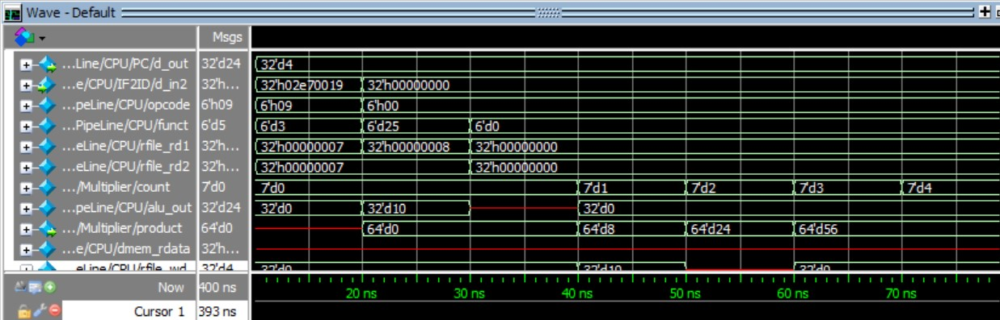 Wave - Default
Msgs
...Line/CPU/PC/d_out 32'd24 32'd4
...e/CPU/IF2ID/d_in2 32'h... 32'h02e70019 32'h00000000
...peLine/CPU/opcode 6'h09 6'h09 6'h00
...PipeLine/CPU/funct 6'd5 6'd3 6'd25 6'd0
...eLine/CPU/rfile_rd1 32'h... 32'h00000007 32'h00000008 32'h00000000
...eLine/CPU/rfile_rd2 32'h... 32'h00000007 32'h00000000
.../Multiplier/count 7'd0 7'd0 7'd1 7'd2 7'd3 7'd4
...peLine/CPU/alu_out 32'd24 32'd0 32'd10 32'd0
.../Multiplier/product 64'd0 64'd0 64'd8 64'd24 64'd56
...e/CPU/dmem_rdata 32'h...
...eLine/CPU/rfile_wd 32'd4 32'd0 32'd10 32'd0
Now 400 ns 20 ns 30 ns 40 ns 50 ns 60 ns 70 ns
Cursor 1 393 ns